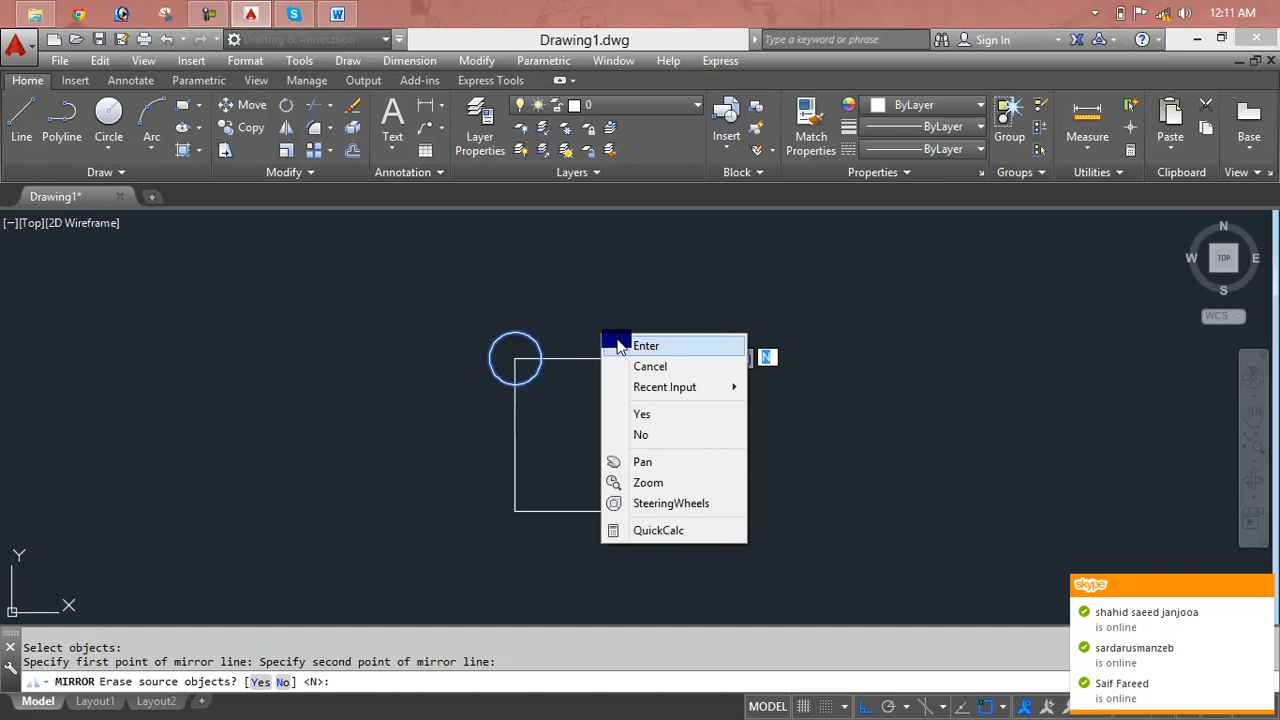 12:11 AM
Drafting & Annotation
Drawing1.dwg
Type a keyword or phrase
Sign In
File Edit View Insert Format Tools Draw Dimension Modify Parametric Window Help Express
Home Insert Annotate Parametric View Manage Output Add-ins Express Tools
Move
Copy
0
ByLayer
ByLayer
ByLayer
Line Polyline Circle Arc Text Layer Properties Insert Match Properties Group Measure Paste Base
Draw Modify Annotation Layers Block Properties Groups Utilities Clipboard View
Drawing1*
[−][Top][2D Wireframe]
N
W TOP E
S
WCS
Enter
N
Cancel
Recent Input
Yes
No
Pan
Zoom
SteeringWheels
QuickCalc
Y
X
skype
shahid saeed janjooa
is online
sardarusmanzeb
is online
Saif Fareed
is online
Select objects:
Specify first point of mirror line: Specify second point of mirror line:
MIRROR Erase source objects? [Yes No] <N>:
Model Layout1 Layout2
MODEL